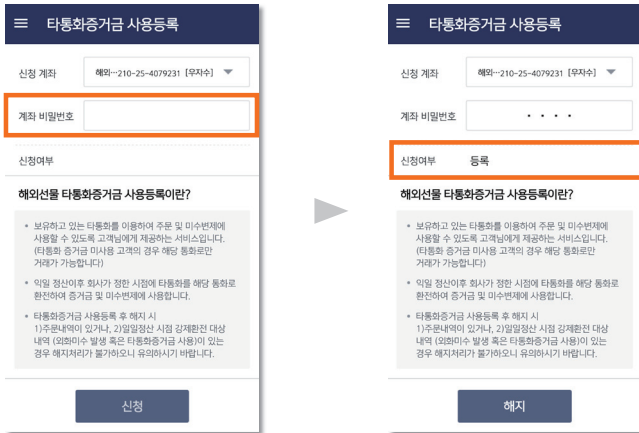 타통화증거금 사용등록
신청 계좌
해외…210-25-4079231 [우자수]
계좌 비밀번호
신청여부
해외선물 타통화증거금 사용등록이란?
• 보유하고 있는 타통화를 이용하여 주문 및 미수변제에
사용할 수 있도록 고객님에게 제공하는 서비스입니다.
(타통화 증거금 미사용 고객의 경우 해당 통화로만
거래가 가능합니다)
• 익일 정산이후 회사가 정한 시점에 타통화를 해당 통화로
환전하여 증거금 및 미수변제에 사용합니다.
• 타통화증거금 사용등록 후 해지 시
1)주문내역이 있거나, 2)일일정산 시점 강제환전 대상
내역 (외화미수 발생 혹은 타통화증거금 사용)이 있는
경우 해지처리가 불가하오니 유의하시기 바랍니다.
신청
타통화증거금 사용등록
신청 계좌
해외…210-25-4079231 [우자수]
계좌 비밀번호
• • • •
신청여부 등록
해외선물 타통화증거금 사용등록이란?
• 보유하고 있는 타통화를 이용하여 주문 및 미수변제에
사용할 수 있도록 고객님에게 제공하는 서비스입니다.
(타통화 증거금 미사용 고객의 경우 해당 통화로만
거래가 가능합니다)
• 익일 정산이후 회사가 정한 시점에 타통화를 해당 통화로
환전하여 증거금 및 미수변제에 사용합니다.
• 타통화증거금 사용등록 후 해지 시
1)주문내역이 있거나, 2)일일정산 시점 강제환전 대상
내역 (외화미수 발생 혹은 타통화증거금 사용)이 있는
경우 해지처리가 불가하오니 유의하시기 바랍니다.
해지